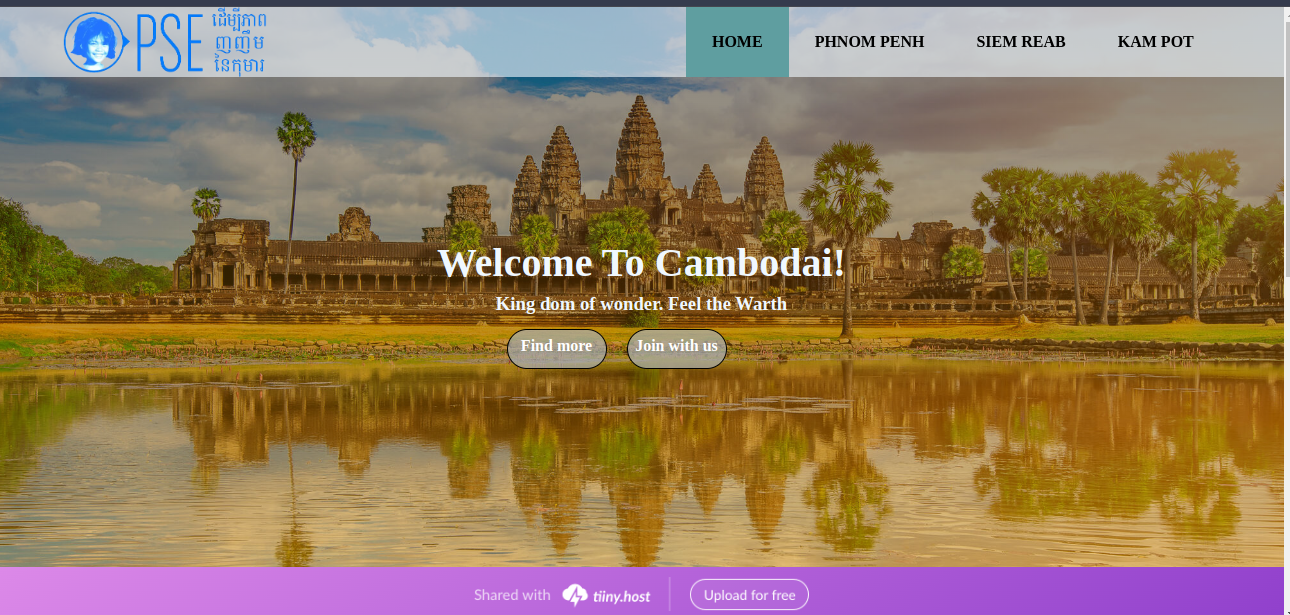 PSE
ដើម្បីភាព
ញញឹម
នៃកុមារ
HOME
PHNOM PENH
SIEM REAB
KAM POT
Welcome To Cambodai!
King dom of wonder. Feel the Warth
Find more
Join with us
Shared with tiiny.host
Upload for free